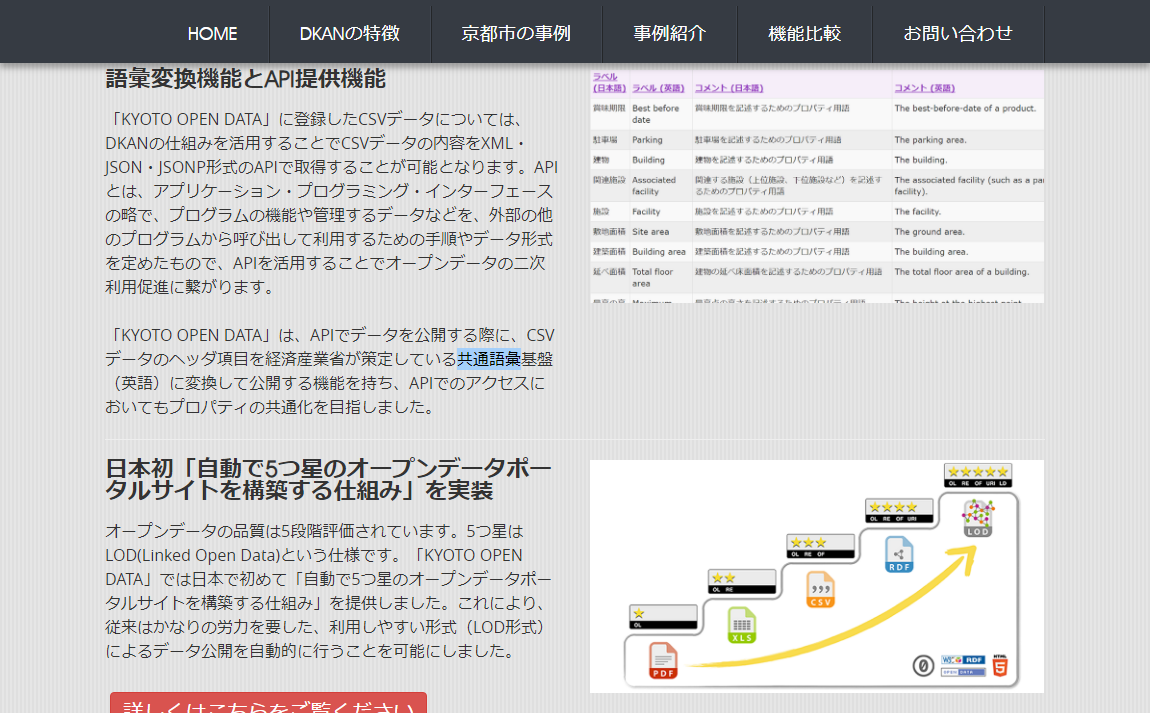 HOME
DKANの特徴
京都市の事例
事例紹介
機能比較
お問い合わせ
語彙変換機能とAPI提供機能
「KYOTO OPEN DATA」に登録したCSVデータについては、
DKANの仕組みを活用することでCSVデータの内容をXML・
JSON・JSONP形式のAPIで取得することが可能となります。API
とは、アプリケーション・プログラミング・インターフェース
の略で、プログラムの機能や管理するデータなどを、外部の他
のプログラムから呼び出して利用するための手順やデータ形式
を定めたもので、APIを活用することでオープンデータの二次
利用促進に繋がります。
「KYOTO OPEN DATA」は、APIでデータを公開する際に、CSV
データのヘッダ項目を経済産業省が策定している共通語彙基盤
（英語）に変換して公開する機能を持ち、APIでのアクセスに
おいてもプロパティの共通化を目指しました。
ラベル
(日本語) ラベル (英語) コメント (日本語) コメント (英語)
賞味期限 Best before date 賞味期限を記述するためのプロパティ用語 The best-before-date of a product.
駐車場 Parking 駐車場を記述するためのプロパティ用語 The parking area.
建物 Building 建物を記述するためのプロパティ用語 The building.
関連施設 Associated facility 関連する施設（上位施設、下位施設など）を記述するためのプロパティ用語 The associated facility (such as a facility).
施設 Facility 施設を記述するためのプロパティ用語 The facility.
敷地面積 Site area 敷地面積を記述するためのプロパティ用語 The ground area.
建築面積 Building area 建築面積を記述するためのプロパティ用語 The building area.
延べ面積 Total floor area 建物の延べ床面積を記述するためのプロパティ用語 The total floor area of a building.
日本初「自動で5つ星のオープンデータポー
タルサイトを構築する仕組み」を実装
オープンデータの品質は5段階評価されています。5つ星は
LOD(Linked Open Data)という仕様です。「KYOTO OPEN
DATA」では日本で初めて「自動で5つ星のオープンデータポー
タルサイトを構築する仕組み」を提供しました。これにより、
従来はかなりの労力を要した、利用しやすい形式（LOD形式）
によるデータ公開を自動的に行うことを可能にしました。
詳しくはこちらをご覧ください
★★★★★
OL RE OF URI LD
LOD
★★★★
OL RE OF URI
RDF
★★★
OL RE OF
CSV
★★
OL RE
XLS
★
OL
PDF
W3C RDF
OPEN DATA
HTML
5